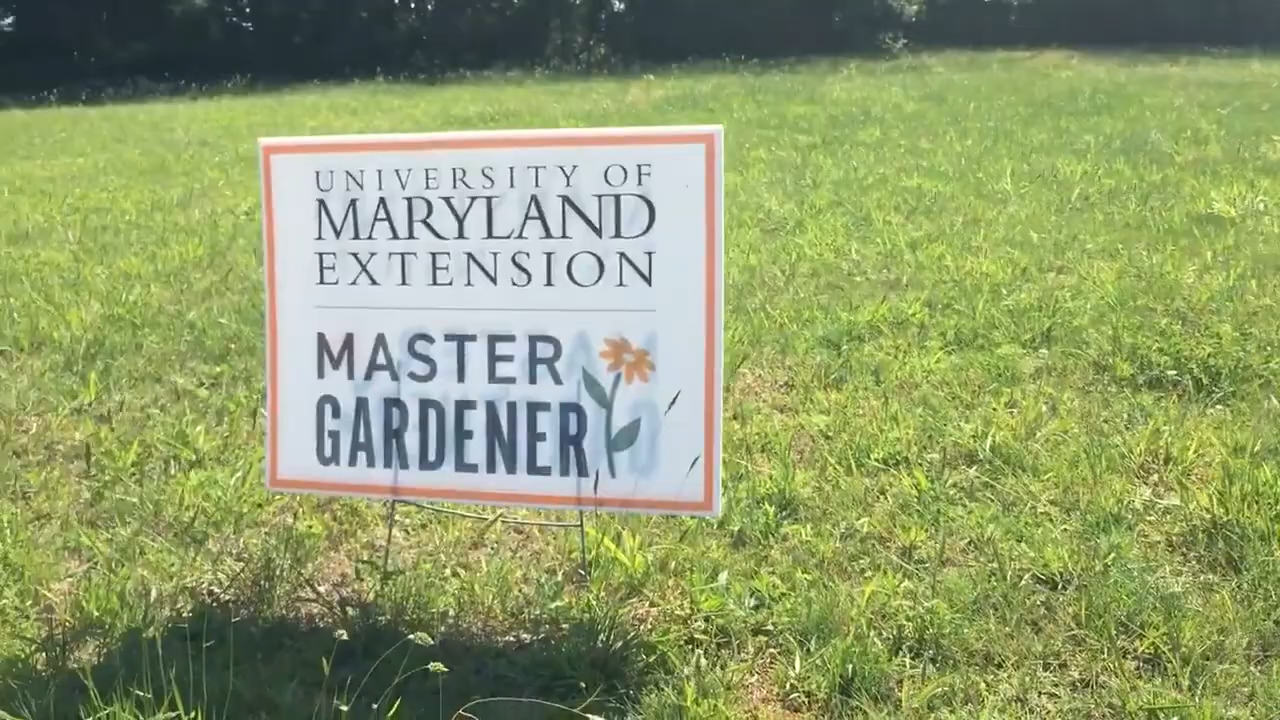 UNIVERSITY OF
MARYLAND
EXTENSION
MASTER
GARDENER